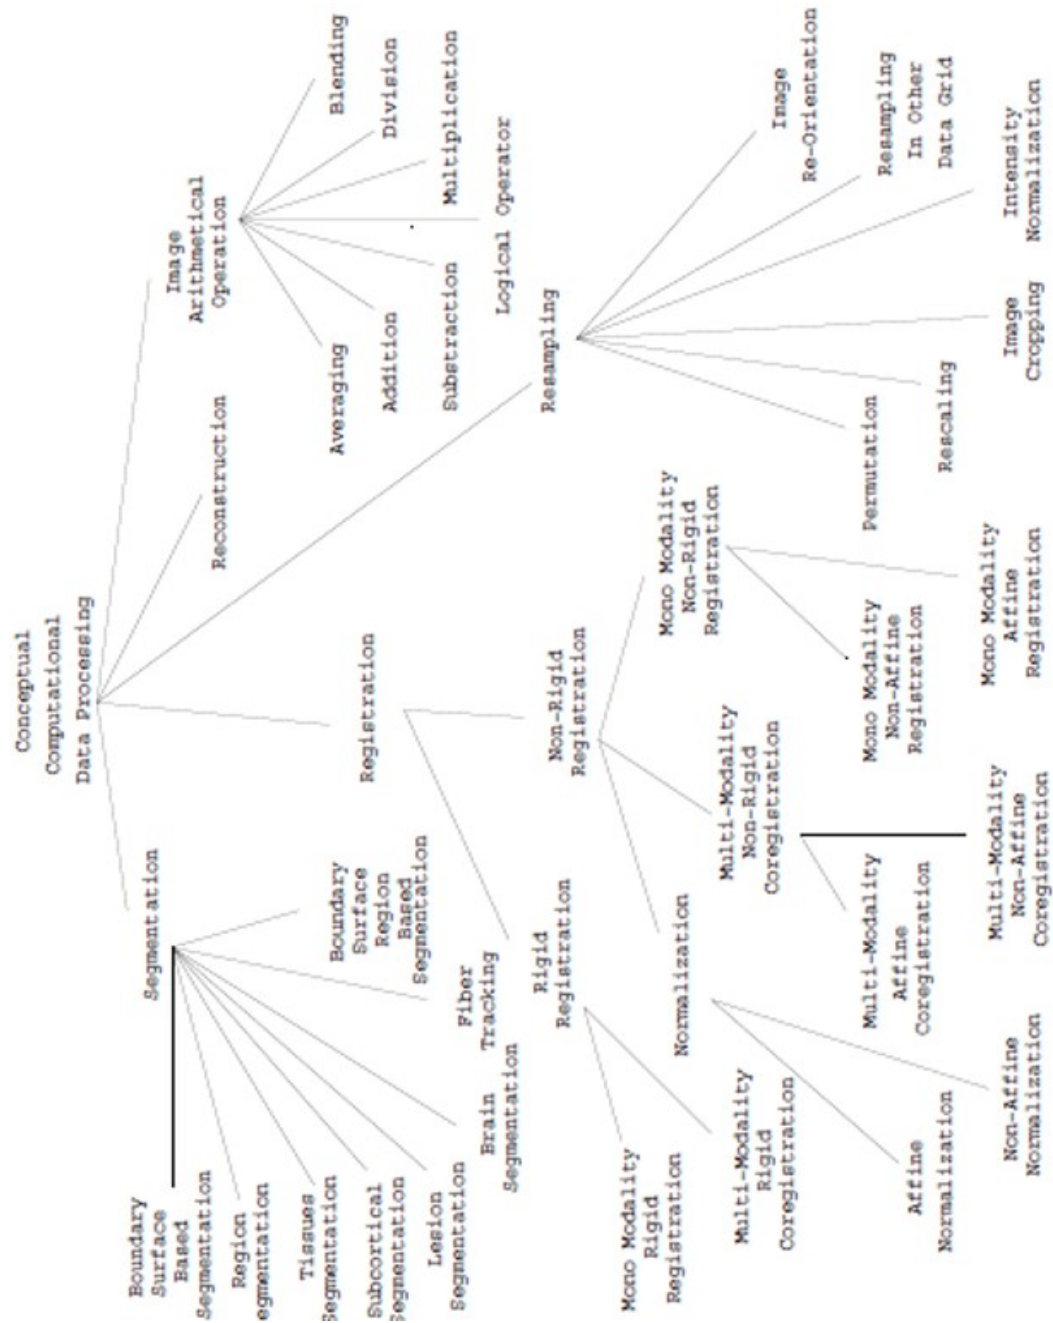 Conceptual
Computational
Data Processing
Segmentation
Registration
Reconstruction
Image
Arithmetical
Operation
Boundary
Surface
Based
Segmentation
Region
egmentation
Tissues
Segmentation
Subcortical
Segmentation
Lesion
Segmentation
Brain
Segmentation
Fiber
Tracking
Boundary
Surface
Region
Based
Segmentation
Averaging
Addition
Substraction
Logical Operator
Multiplication
Division
Blending
Rigid
Registration
Non-Rigid
Registration
Resampling
Mono Modality
Rigid
Registration
Multi-Modality
Rigid
Coregistration
Normalization
Multi-Modality
Non-Rigid
Coregistration
Mono Modality
Non-Rigid
Registration
Affine
Normalization
Non-Affine
Normalization
Multi-Modality
Affine
Coregistration
Multi-Modality
Non-Affine
Coregistration
Mono Modality
Non-Affine
Registration
Mono Modality
Affine
Registration
Permutation
Rescaling
Image
Cropping
Intensity
Normalization
Resampling
In Other
Data Grid
Image
Re-Orientation